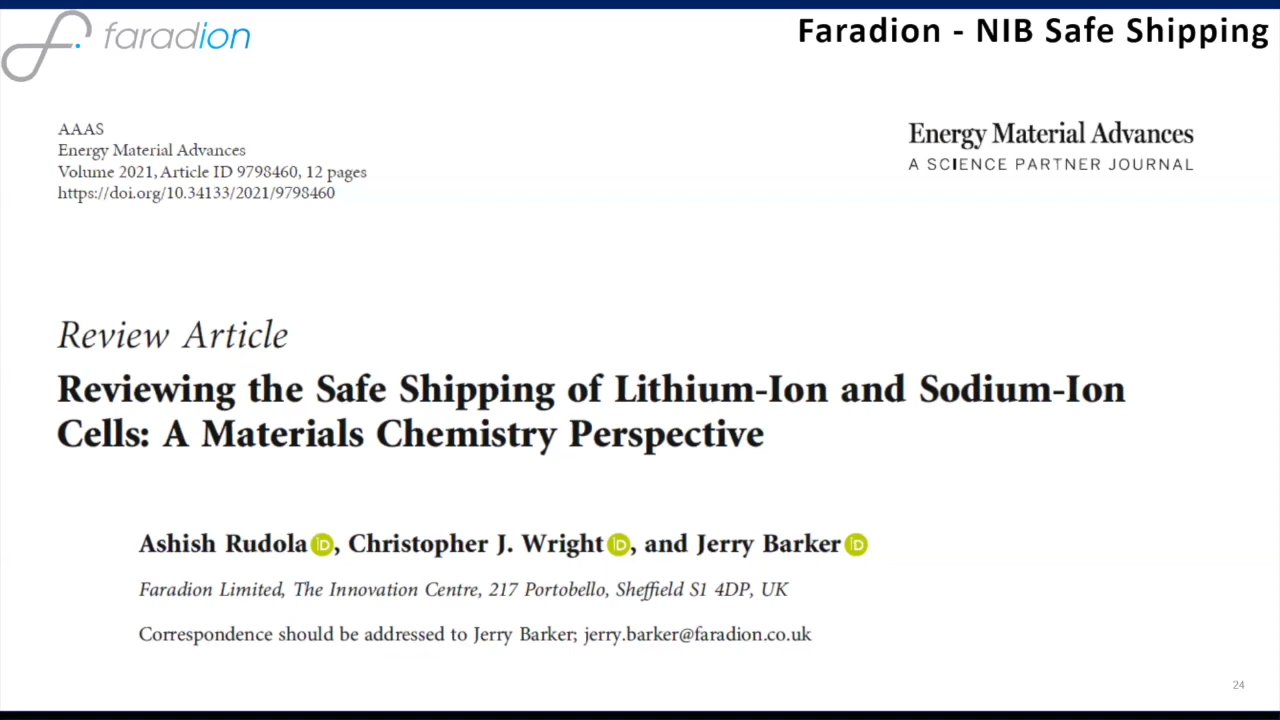 faradion
Faradion - NIB Safe Shipping
AAAS
Energy Material Advances
Volume 2021, Article ID 9798460, 12 pages
https://doi.org/10.34133/2021/9798460
Energy Material Advances
A SCIENCE PARTNER JOURNAL
Review Article
Reviewing the Safe Shipping of Lithium-Ion and Sodium-Ion
Cells: A Materials Chemistry Perspective
Ashish Rudola iD, Christopher J. Wright iD, and Jerry Barker iD
Faradion Limited, The Innovation Centre, 217 Portobello, Sheffield S1 4DP, UK
Correspondence should be addressed to Jerry Barker; jerry.barker@faradion.co.uk
24